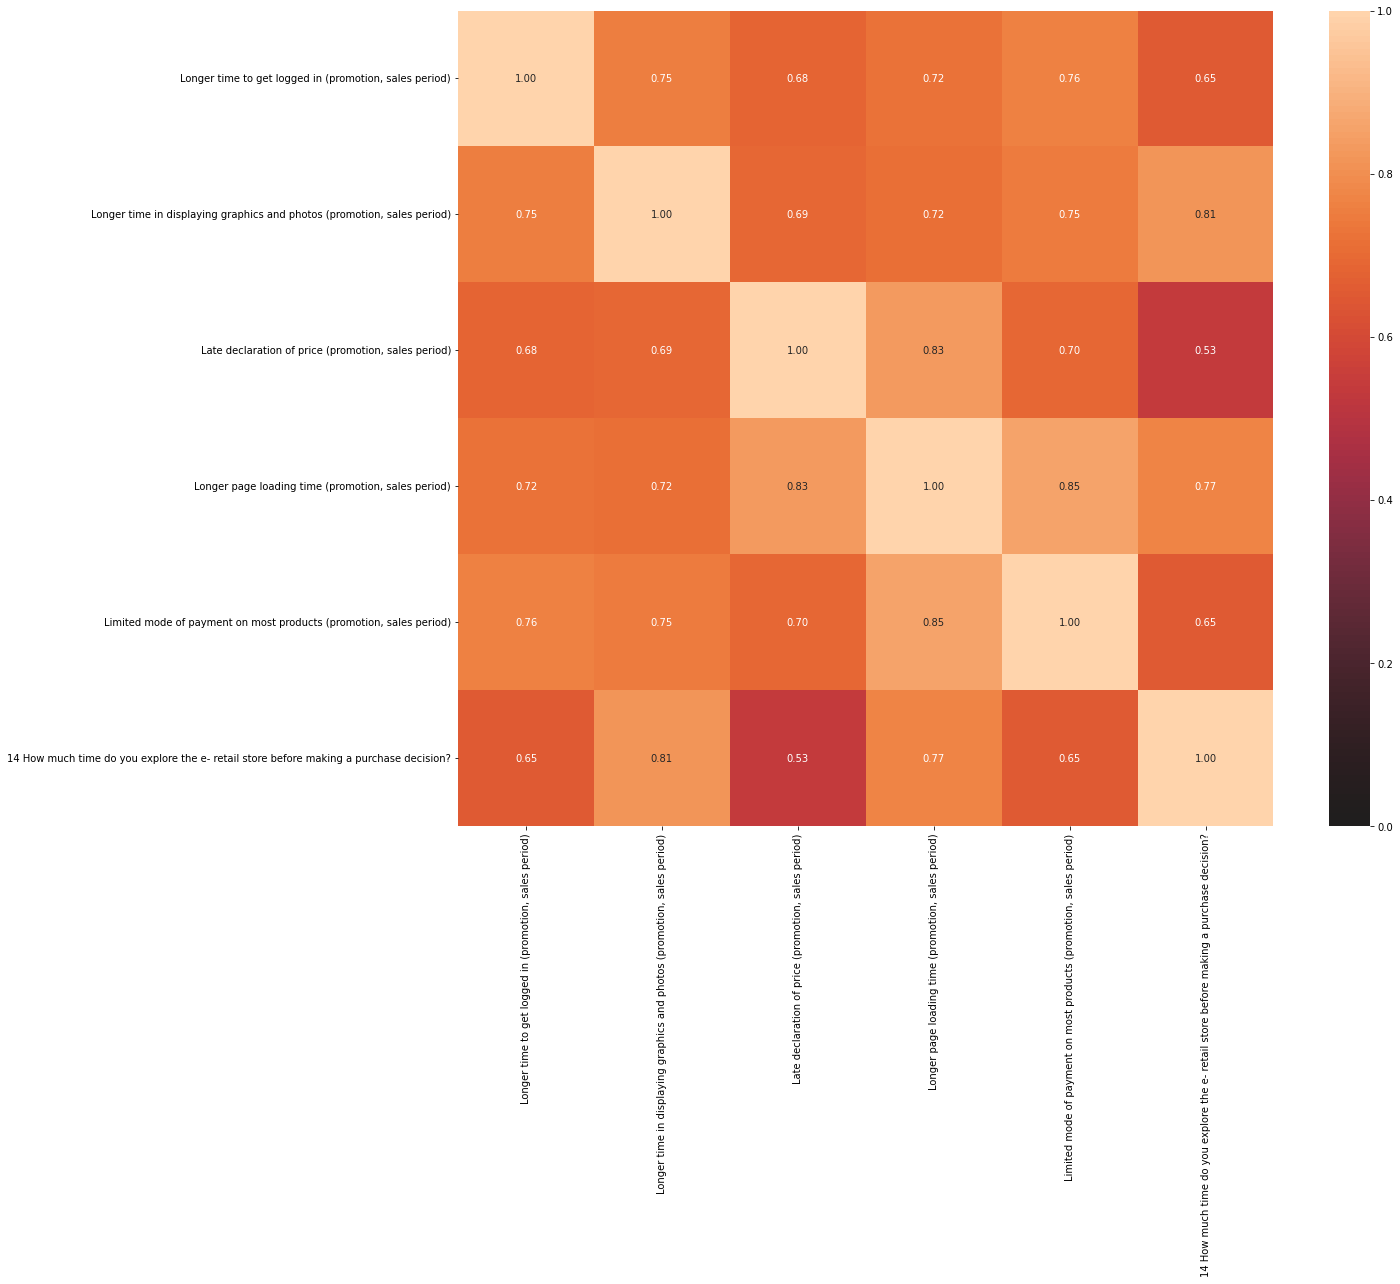 Longer time to get logged in (promotion, sales period)
1.00 0.75 0.68 0.72 0.76 0.65
Longer time in displaying graphics and photos (promotion, sales period)
0.75 1.00 0.69 0.72 0.75 0.81
Late declaration of price (promotion, sales period)
0.68 0.69 1.00 0.83 0.70 0.53
Longer page loading time (promotion, sales period)
0.72 0.72 0.83 1.00 0.85 0.77
Limited mode of payment on most products (promotion, sales period)
0.76 0.75 0.70 0.85 1.00 0.65
14 How much time do you explore the e- retail store before making a purchase decision?
0.65 0.81 0.53 0.77 0.65 1.00
Longer time to get logged in (promotion, sales period)
Longer time in displaying graphics and photos (promotion, sales period)
Late declaration of price (promotion, sales period)
Longer page loading time (promotion, sales period)
Limited mode of payment on most products (promotion, sales period)
14 How much time do you explore the e- retail store before making a purchase decision?
1.0
0.8
0.6
0.4
0.2
0.0